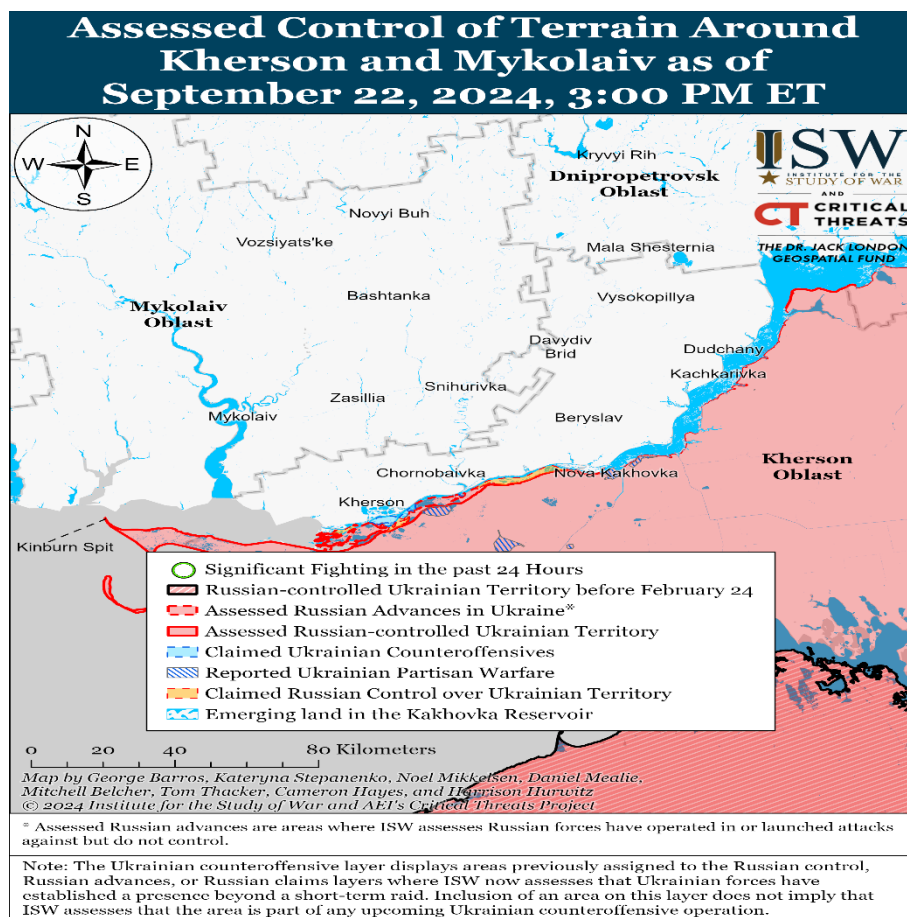 Assessed Control of Terrain Around
Kherson and Mykolaiv as of
September 22, 2024, 3:00 PM ET
N
W E
S
ISW
INSTITUTE FOR THE
STUDY OF WAR
AND
CT CRITICAL
THREATS
THE DR. JACK LONDON
GEOSPATIAL FUND
Kryvyi Rih
Dnipropetrovsk
Oblast
Novyi Buh
Vozsiyats'ke
Mala Shesternia
Bashtanka
Vysokopillya
Mykolaiv
Oblast
Davydiv
Brid
Dudchany
Kachkarivka
Snihurivka
Zasillia
Mykolaiv
Beryslav
Kherson
Oblast
Chornobaivka
Nova Kakhovka
Kherson
Kinburn Spit
Significant Fighting in the past 24 Hours
Russian-controlled Ukrainian Territory before February 24
Assessed Russian Advances in Ukraine*
Assessed Russian-controlled Ukrainian Territory
Claimed Ukrainian Counteroffensives
Reported Ukrainian Partisan Warfare
Claimed Russian Control over Ukrainian Territory
Emerging land in the Kakhovka Reservoir
0 20 40 80 Kilometers
Map by George Barros, Kateryna Stepanenko, Noel Mikkelsen, Daniel Mealie,
Mitchell Belcher, Tom Thacker, Cameron Hayes, and Harrison Hurwitz
© 2024 Institute for the Study of War and AEI's Critical Threats Project
* Assessed Russian advances are areas where ISW assesses Russian forces have operated in or launched attacks
against but do not control.
Note: The Ukrainian counteroffensive layer displays areas previously assigned to the Russian control,
Russian advances, or Russian claims layers where ISW now assesses that Ukrainian forces have
established a presence beyond a short-term raid. Inclusion of an area on this layer does not imply that
ISW assesses that the area is part of any upcoming Ukrainian counteroffensive operation.